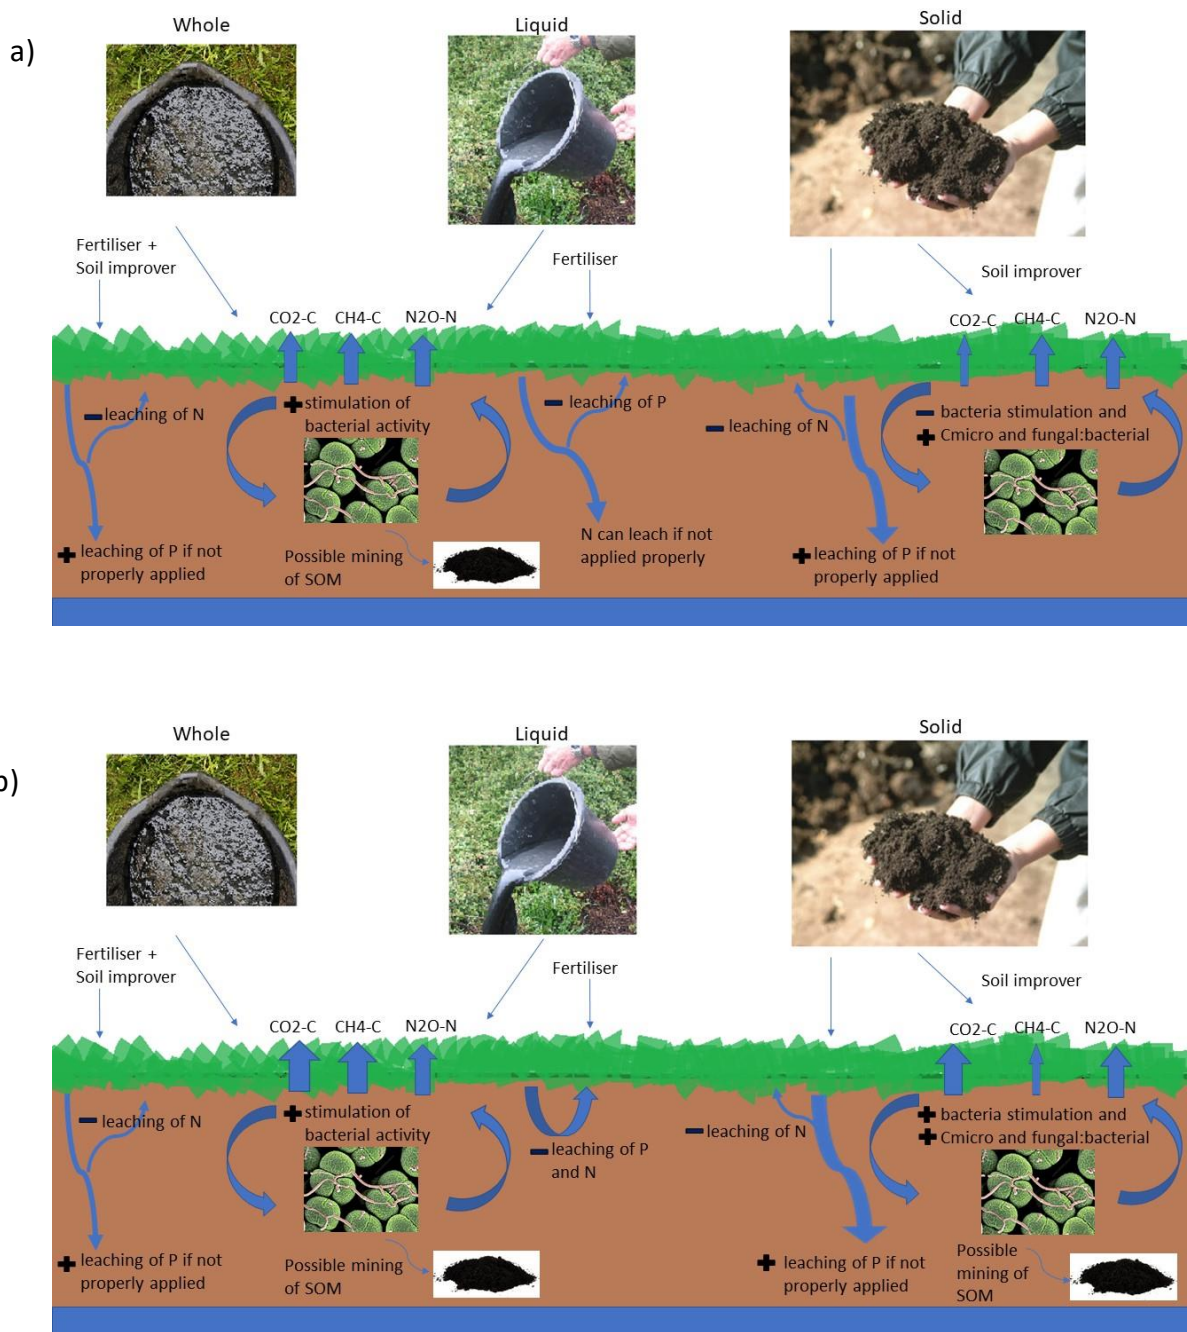 a)
Whole
Liquid
Solid
Fertiliser +
Soil improver
Fertiliser
Soil improver
CO2-C
CH4-C
N2O-N
CO2-C
CH4-C
N2O-N
leaching of N
+ stimulation of
bacterial activity
leaching of P
leaching of N
bacteria stimulation and
+ Cmicro and fungal:bacterial
+ leaching of P if not
properly applied
Possible mining
of SOM
N can leach if not
applied properly
+ leaching of P if not
properly applied
b)
Whole
Liquid
Solid
Fertiliser +
Soil improver
Fertiliser
Soil improver
CO2-C
CH4-C
N2O-N
CO2-C
CH4-C
N2O-N
leaching of N
+ stimulation of
bacterial activity
leaching of P
and N
leaching of N
+ bacteria stimulation and
+ Cmicro and fungal:bacterial
+ leaching of P if not
properly applied
Possible mining
of SOM
+ leaching of P if not
properly applied
Possible
mining of
SOM